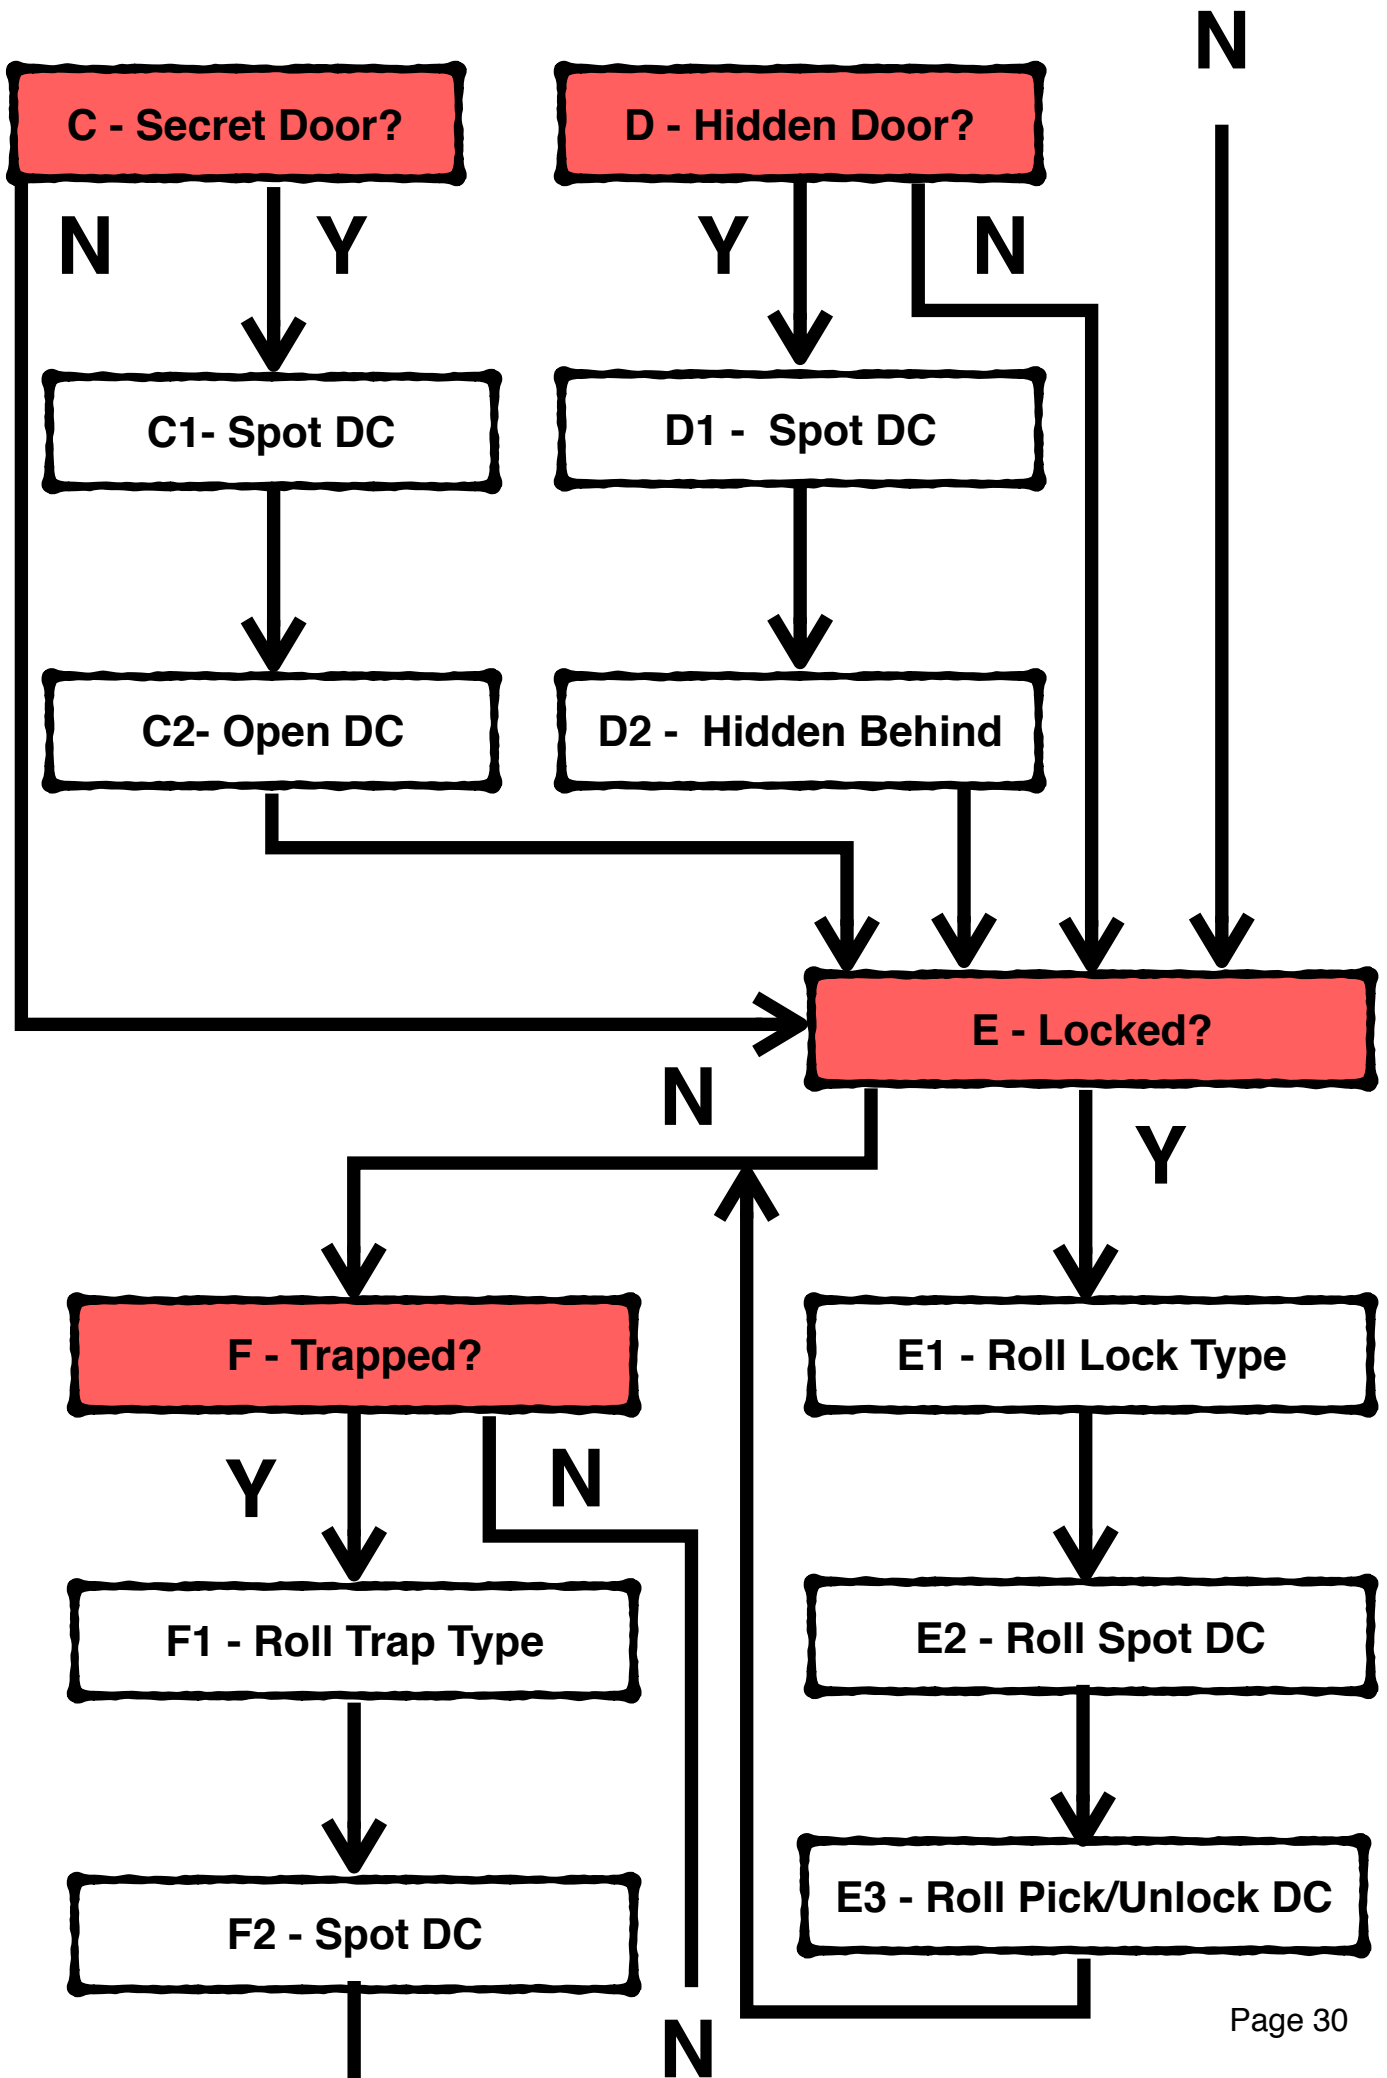 N
C - Secret Door?
D - Hidden Door?
N
Y
Y
N
C1- Spot DC
D1 -  Spot DC
C2- Open DC
D2 -  Hidden Behind
E - Locked?
N
Y
F - Trapped?
E1 - Roll Lock Type
Y
N
F1 - Roll Trap Type
E2 - Roll Spot DC
E3 - Roll Pick/Unlock DC
F2 - Spot DC
Page 30
N